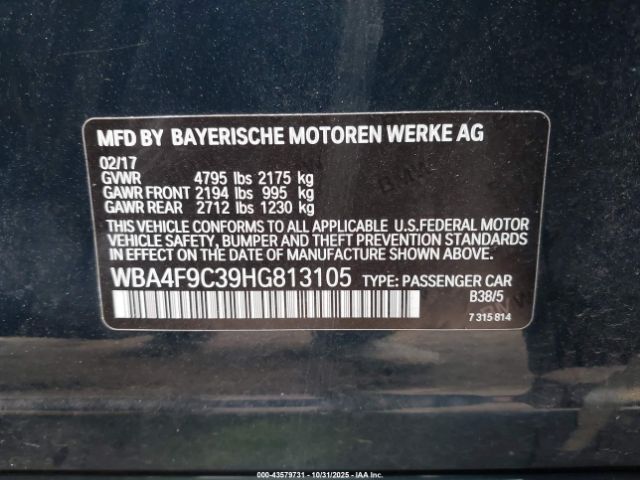 MFD BY BAYERISCHE MOTOREN WERKE AG
02/17
GVWR 4795 lbs 2175 kg
GAWR FRONT 2194 lbs 995 kg
GAWR REAR 2712 lbs 1230 kg
THIS VEHICLE CONFORMS TO ALL APPLICABLE U.S.FEDERAL MOTOR
VEHICLE SAFETY, BUMPER AND THEFT PREVENTION STANDARDS
IN EFFECT ON THE DATE OF MANUFACTURE SHOWN ABOVE.
WBA4F9C39HG813105 TYPE: PASSENGER CAR
B38/5
7 315 814
000-43579731 - 10/31/2025 - IAAI, Inc.